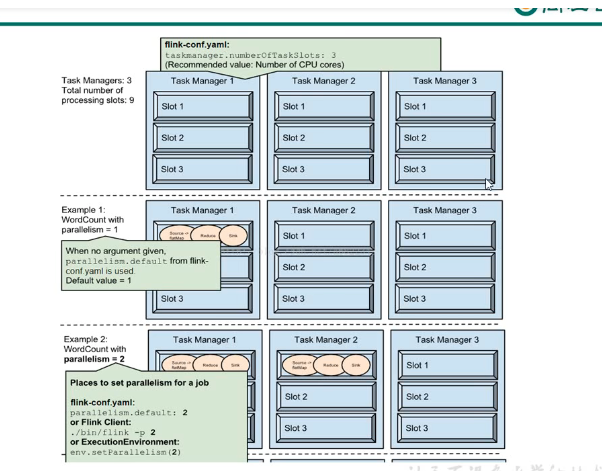 flink-conf.yaml:
taskmanager.numberOfTaskSlots: 3
(Recommended value: Number of CPU cores)
Task Managers: 3
Total number of
processing slots: 9
Task Manager 1
Slot 1
Slot 2
Slot 3
Task Manager 2
Slot 1
Slot 2
Slot 3
Task Manager 3
Slot 1
Slot 2
Slot 3
Example 1:
WordCount with
parallelism = 1
When no argument given,
parallelism.default from flink-
conf.yaml is used.
Default value = 1
Task Manager 1
Source ->
flatMap
Reduce
Sink
Slot 3
Task Manager 2
Slot 1
Slot 2
Slot 3
Task Manager 3
Slot 1
Slot 2
Slot 3
Example 2:
WordCount with
parallelism = 2
Places to set parallelism for a job
flink-conf.yaml:
parallelism.default: 2
or Flink Client:
./bin/flink -p 2
or ExecutionEnvironment:
env.setParallelism(2)
Task Manager 1
Source ->
flatMap
Reduce
Sink
Task Manager 2
Source ->
flatMap
Reduce
Sink
Slot 2
Slot 3
Task Manager 3
Slot 1
Slot 2
Slot 3